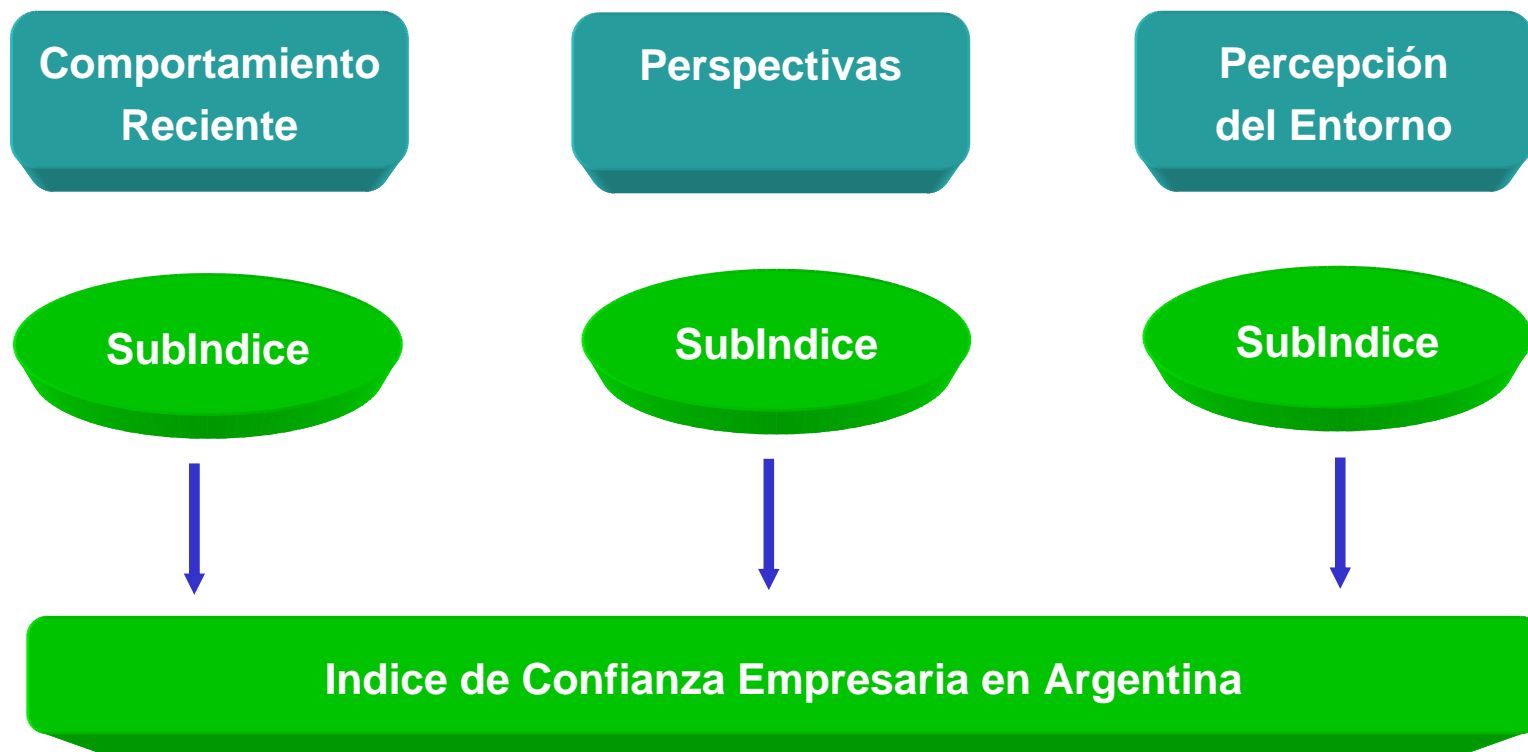 Comportamiento
Reciente
Perspectivas
Percepción
del Entorno
SubIndice
SubIndice
SubIndice
Indice de Confianza Empresaria en Argentina